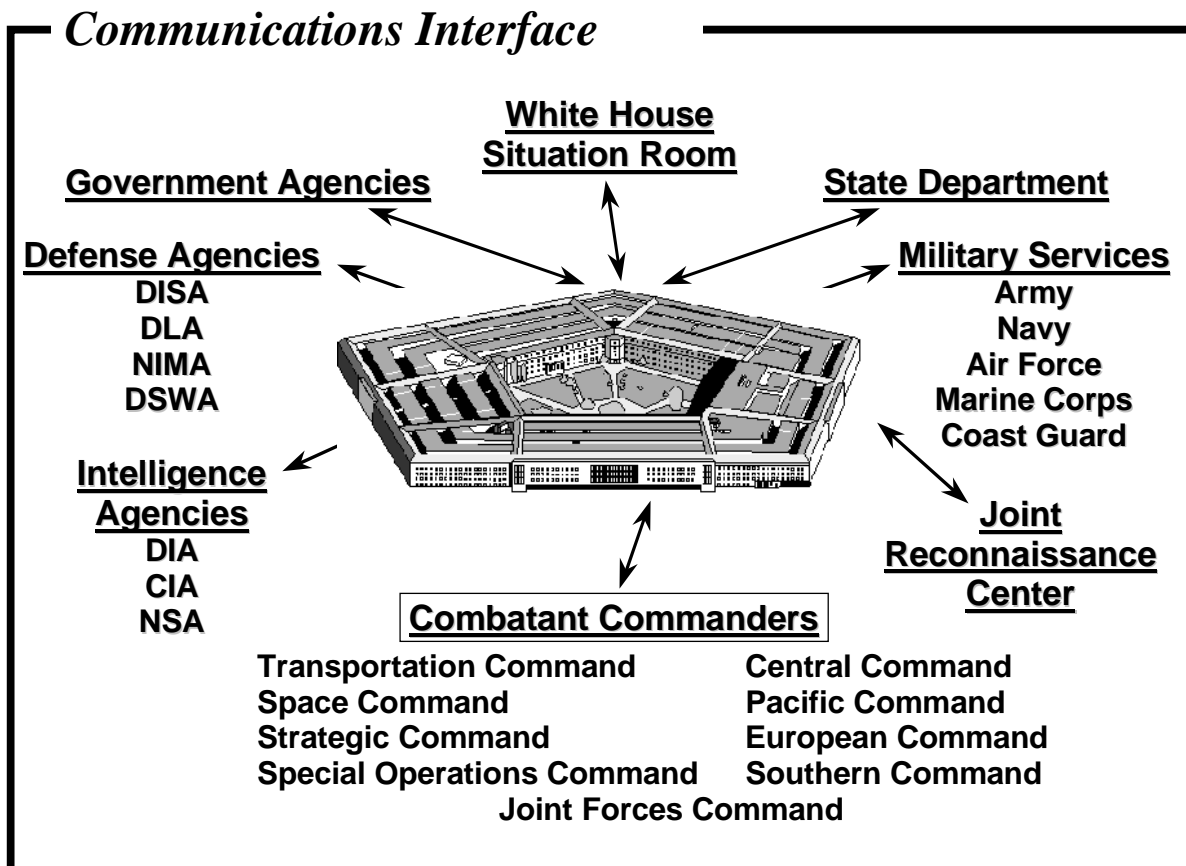 Communications Interface
White House
Situation Room
Government Agencies
State Department
Defense Agencies
DISA
DLA
NIMA
DSWA
Military Services
Army
Navy
Air Force
Marine Corps
Coast Guard
Intelligence
Agencies
DIA
CIA
NSA
Joint
Reconnaissance
Center
Combatant Commanders
Transportation Command
Space Command
Strategic Command
Special Operations Command
Central Command
Pacific Command
European Command
Southern Command
Joint Forces Command